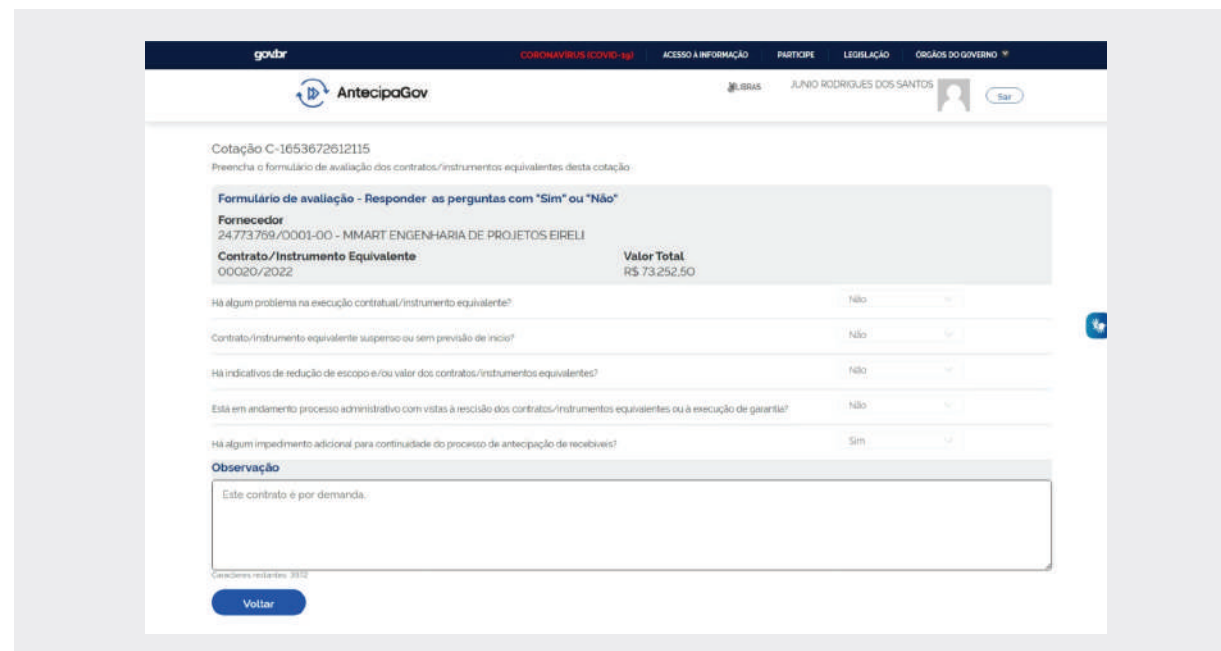 gov.br CORONAVÍRUS (COVID-19) ACESSO À INFORMAÇÃO PARTICIPE LEGISLAÇÃO ÓRGÃOS DO GOVERNO
AntecipaGov LIBRAS JUNIO RODRIGUES DOS SANTOS Sair
Cotação C-1653672612115
Preencha o formulário de avaliação dos contratos/instrumentos equivalentes desta cotação
Formulário de avaliação - Responder as perguntas com "Sim" ou "Não"
Fornecedor
24.773.769/0001-00 - MMART ENGENHARIA DE PROJETOS EIRELI
Contrato/Instrumento Equivalente Valor Total
00020/2022 R$ 73.252,50
Há algum problema na execução contratual/instrumento equivalente? Não
Contrato/instrumento equivalente suspenso ou sem previsão de início? Não
Há indicativos de redução de escopo e/ou valor dos contratos/instrumentos equivalentes? Não
Está em andamento processo administrativo com vistas à rescisão dos contratos/instrumentos equivalentes ou à execução de garantia? Não
Há algum impedimento adicional para continuidade do processo de antecipação de recebíveis? Sim
Observação
Este contrato é por demanda.
Caracteres restantes:
Voltar